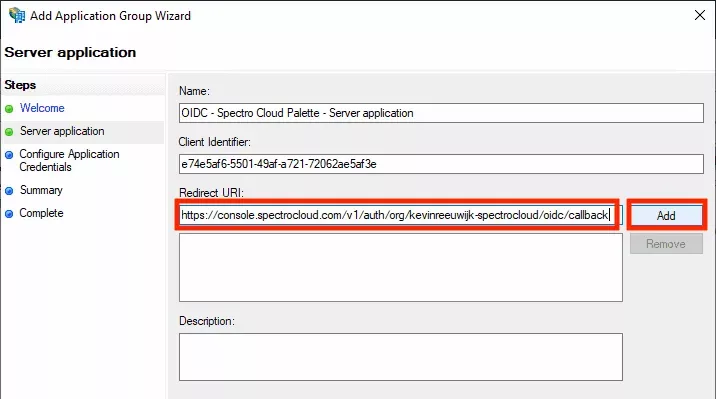 Add Application Group Wizard
Server application
Steps
Welcome
Server application
Configure Application
Credentials
Summary
Complete
Name:
OIDC - Spectro Cloud Palette - Server application
Client Identifier:
e74e5af6-5501-49af-a721-72062ae5af3e
Redirect URI:
https://console.spectrocloud.com/v1/auth/org/kevinreeuwijk-spectrocloud/oidc/callback
Add
Remove
Description: